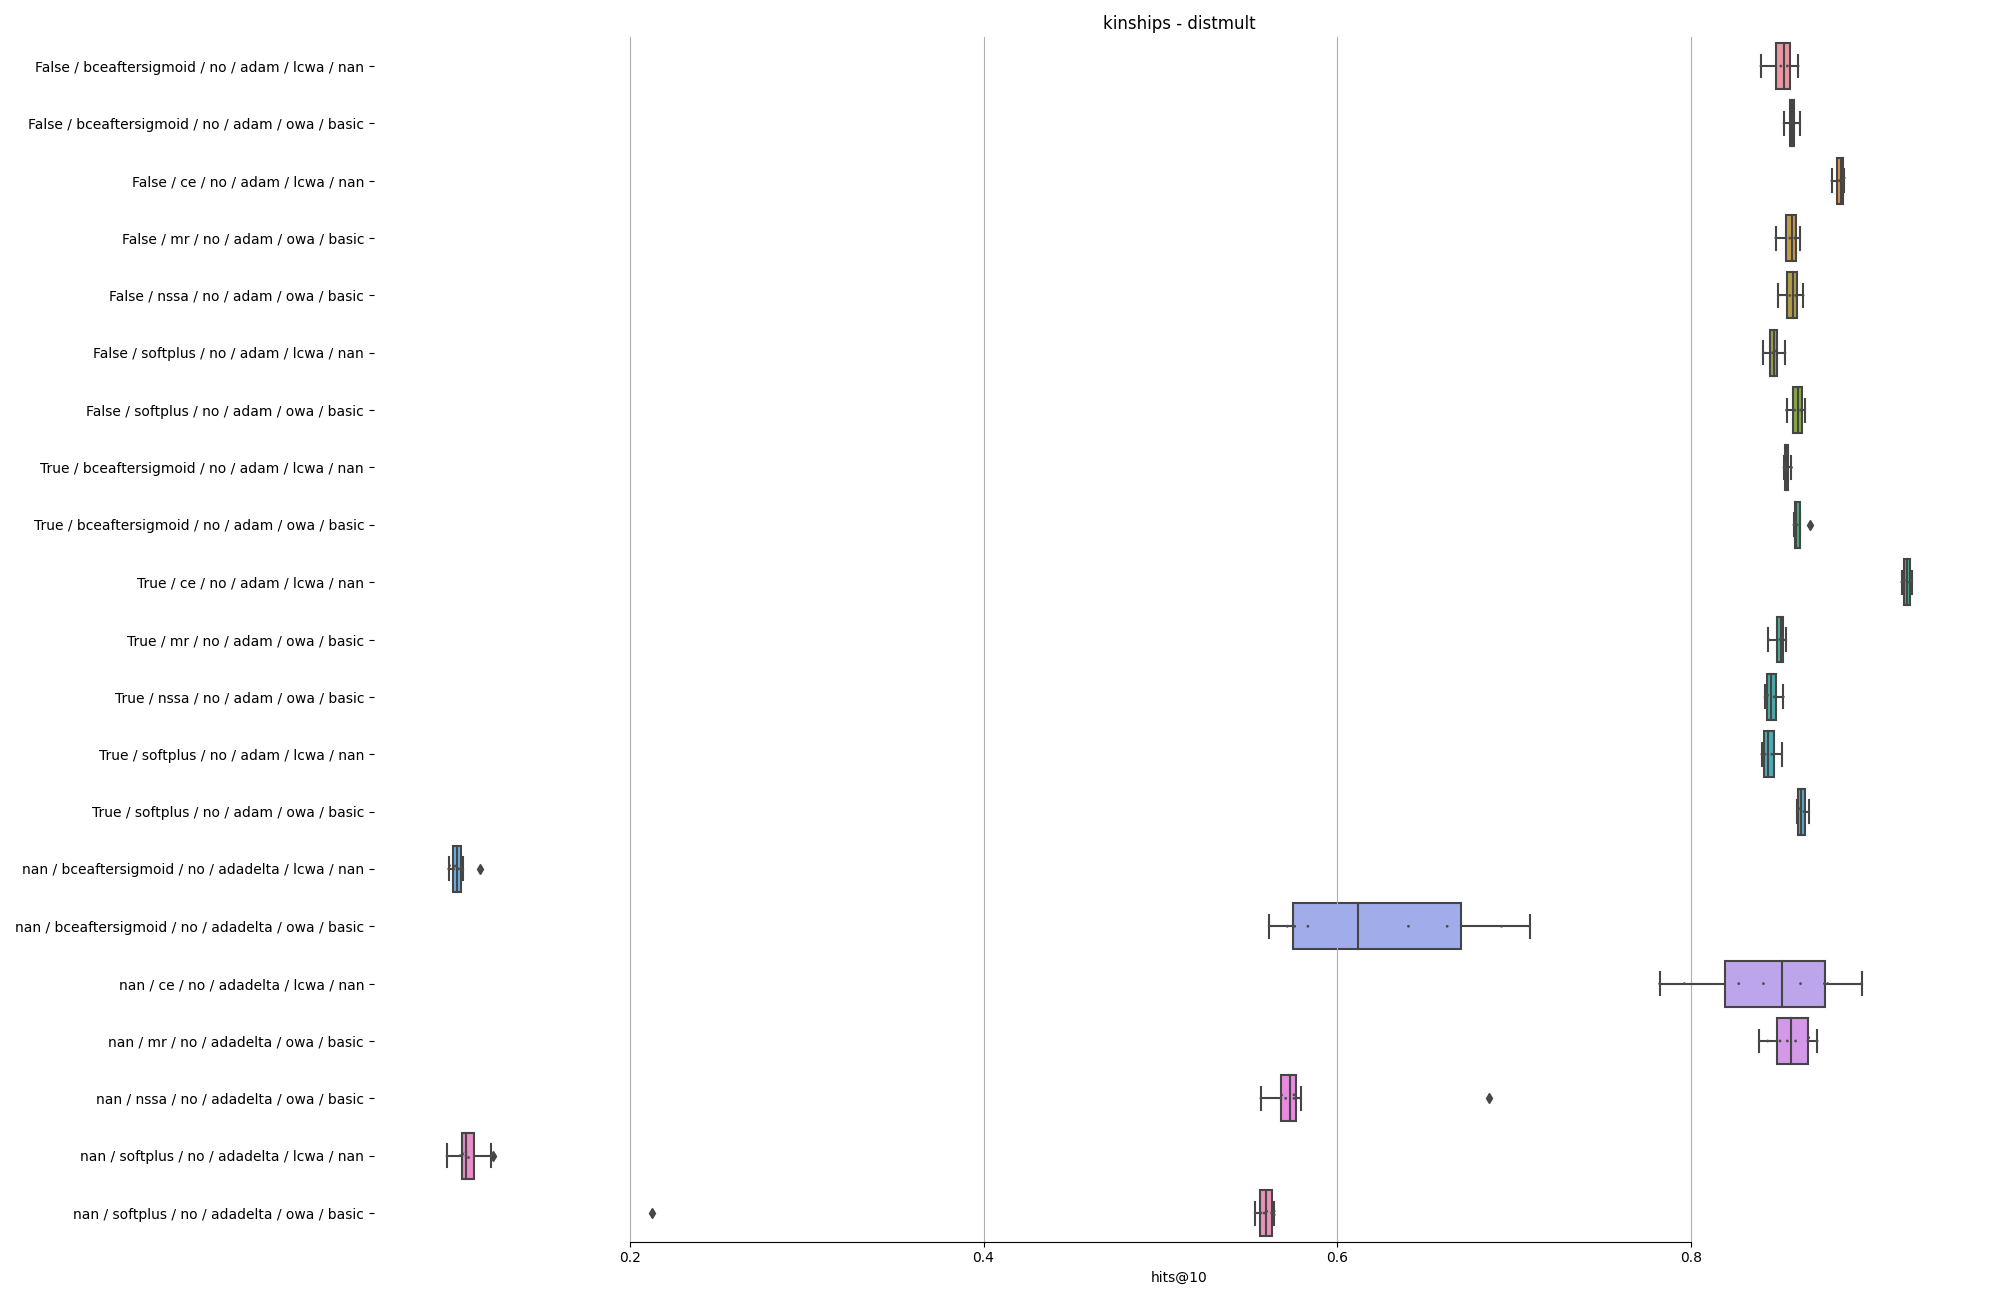 kinships - distmult
False / bceaftersigmoid / no / adam / lcwa / nan
False / bceaftersigmoid / no / adam / owa / basic
False / ce / no / adam / lcwa / nan
False / mr / no / adam / owa / basic
False / nssa / no / adam / owa / basic
False / softplus / no / adam / lcwa / nan
False / softplus / no / adam / owa / basic
True / bceaftersigmoid / no / adam / lcwa / nan
True / bceaftersigmoid / no / adam / owa / basic
True / ce / no / adam / lcwa / nan
True / mr / no / adam / owa / basic
True / nssa / no / adam / owa / basic
True / softplus / no / adam / lcwa / nan
True / softplus / no / adam / owa / basic
nan / bceaftersigmoid / no / adadelta / lcwa / nan
nan / bceaftersigmoid / no / adadelta / owa / basic
nan / ce / no / adadelta / lcwa / nan
nan / mr / no / adadelta / owa / basic
nan / nssa / no / adadelta / owa / basic
nan / softplus / no / adadelta / lcwa / nan
nan / softplus / no / adadelta / owa / basic
0.2 0.4 0.6 0.8
hits@10